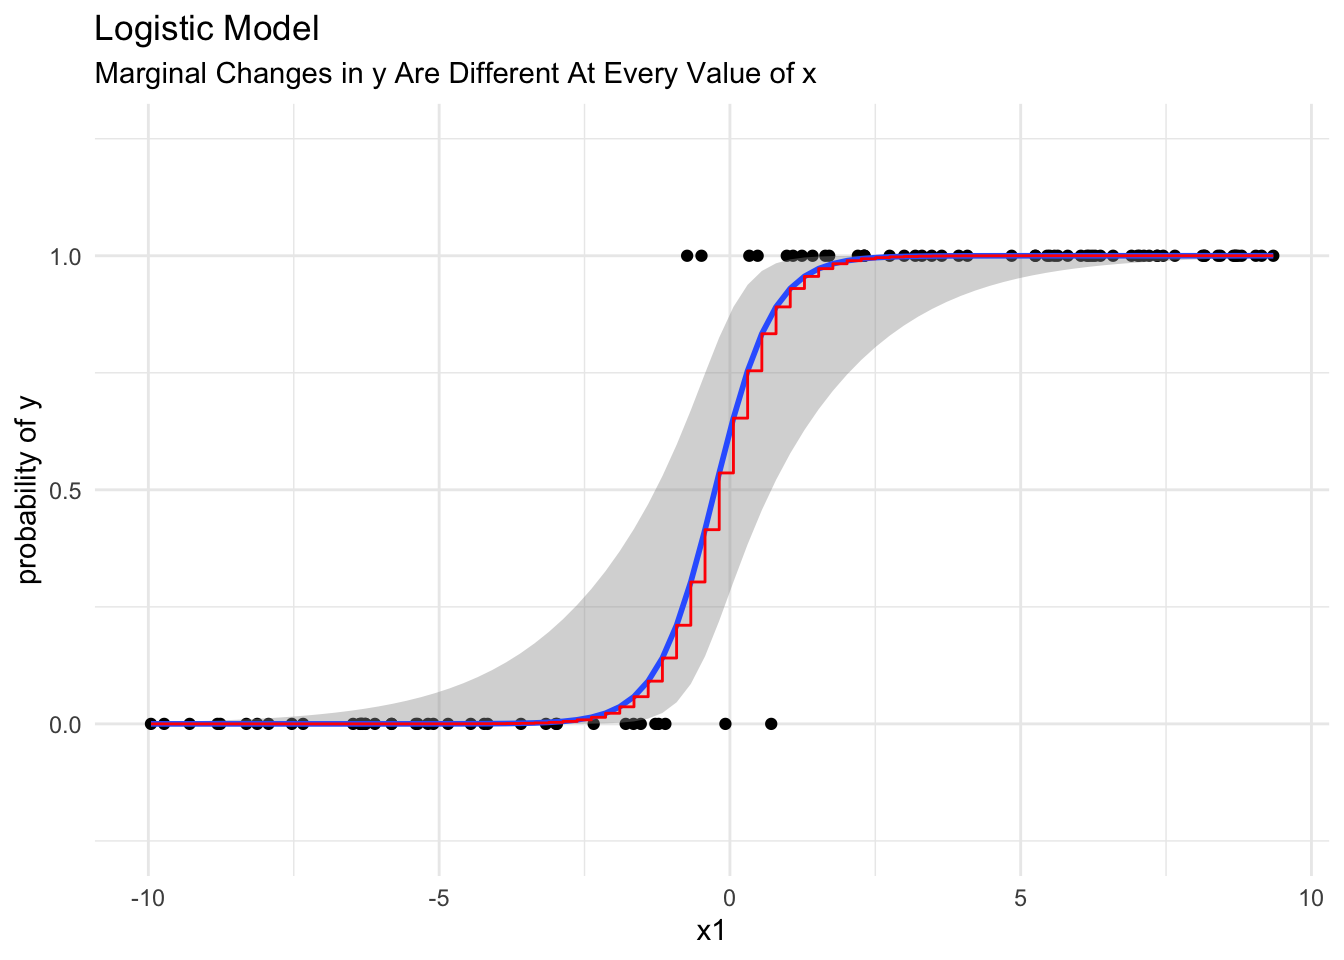 Logistic Model
Marginal Changes in y Are Different At Every Value of x
probability of y
1.0
0.5
0.0
-10
-5
0
5
10
x1